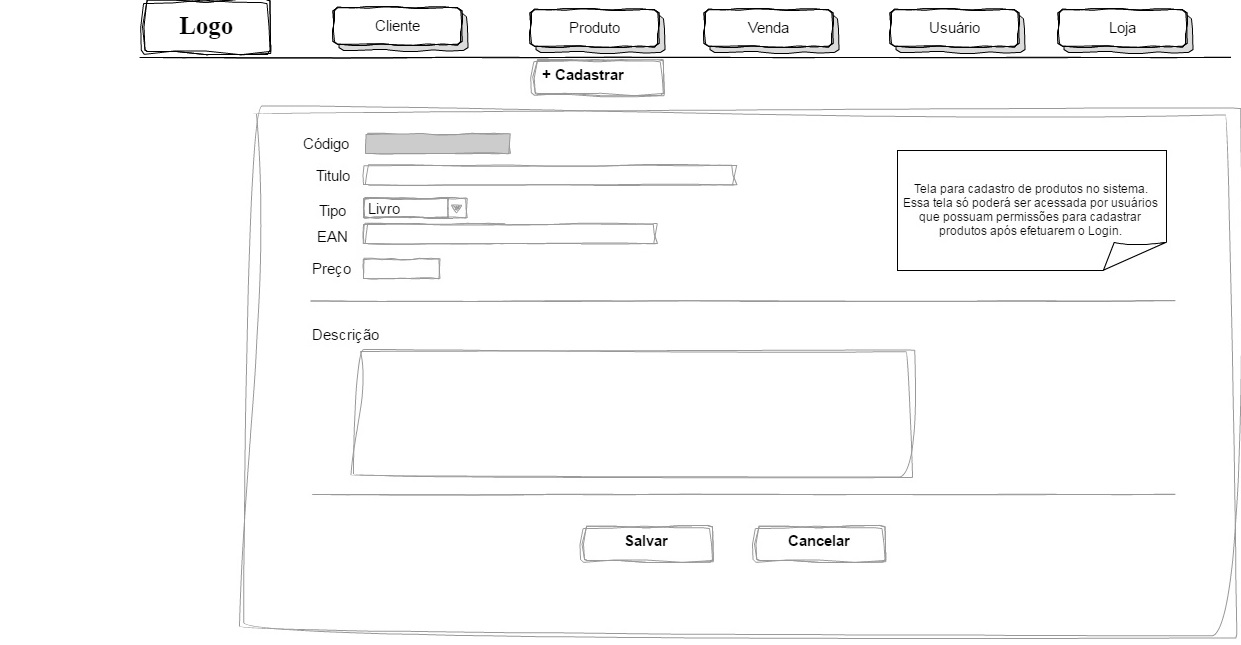 Logo
Cliente
Produto
Venda
Usuário
Loja
+ Cadastrar
Código
Titulo
Tipo
Livro
EAN
Preço
Tela para cadastro de produtos no sistema.
Essa tela só poderá ser acessada por usuários
que possuam permissões para cadastrar
produtos após efetuarem o Login.
Descrição
Salvar
Cancelar